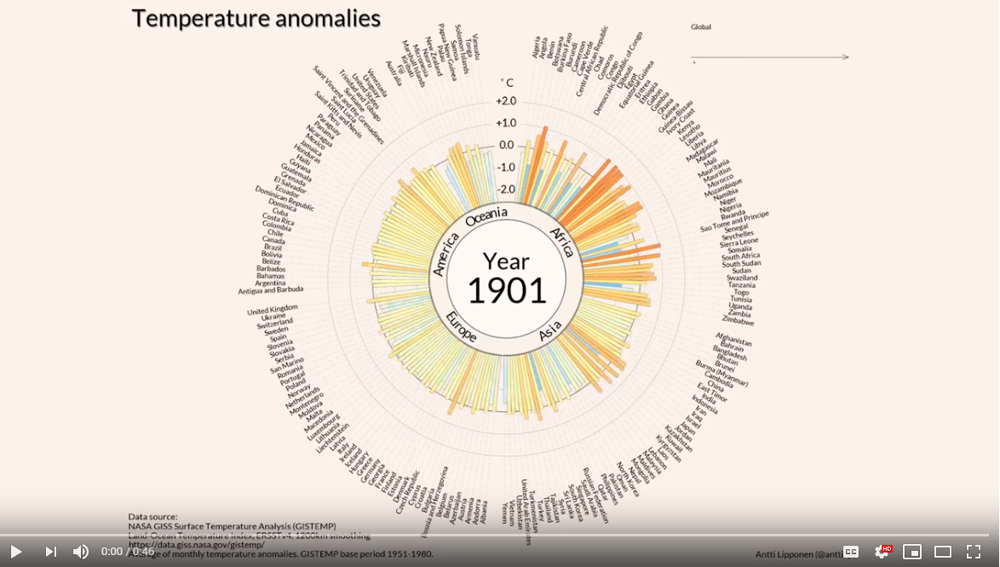 Temperature anomalies
Global
° C
+2.0
+1.0
0.0
-1.0
-2.0
Oceania
Africa
Asia
Europe
America
Year
1901
Algeria
Angola
Benin
Botswana
Burkina Faso
Burundi
Cameroon
Cape Verde
Central African Republic
Chad
Comoros
Congo
Democratic Republic of Congo
Djibouti
Egypt
Equatorial Guinea
Eritrea
Ethiopia
Gabon
Gambia
Ghana
Guinea
Guinea-Bissau
Ivory Coast
Kenya
Lesotho
Liberia
Libya
Madagascar
Malawi
Mali
Mauritania
Mauritius
Morocco
Mozambique
Namibia
Niger
Nigeria
Rwanda
Sao Tome and Principe
Senegal
Seychelles
Sierra Leone
Somalia
South Africa
South Sudan
Sudan
Swaziland
Tanzania
Togo
Tunisia
Uganda
Zambia
Zimbabwe
Afghanistan
Bahrain
Bangladesh
Bhutan
Brunei
Burma (Myanmar)
Cambodia
China
East Timor
India
Indonesia
Iran
Iraq
Israel
Japan
Jordan
Kazakhstan
Kuwait
Kyrgyzstan
Laos
Lebanon
Malaysia
Maldives
Mongolia
Nepal
North Korea
Oman
Pakistan
Philippines
Qatar
Russian Federation
Saudi Arabia
Singapore
South Korea
Sri Lanka
Syria
Tajikistan
Thailand
Turkey
Turkmenistan
United Arab Emirates
Uzbekistan
Vietnam
Yemen
Albania
Andorra
Armenia
Austria
Azerbaijan
Belarus
Belgium
Bosnia and Herzegovina
Bulgaria
Croatia
Cyprus
Czech Republic
Denmark
Estonia
Finland
France
Georgia
Germany
Greece
Hungary
Iceland
Ireland
Italy
Latvia
Liechtenstein
Lithuania
Luxembourg
Macedonia
Malta
Moldova
Montenegro
Netherlands
Norway
Poland
Portugal
Romania
San Marino
Serbia
Slovakia
Slovenia
Spain
Sweden
Switzerland
Ukraine
United Kingdom
Antigua and Barbuda
Argentina
Bahamas
Barbados
Belize
Bolivia
Brazil
Canada
Chile
Colombia
Costa Rica
Cuba
Dominica
Dominican Republic
Ecuador
El Salvador
Grenada
Guatemala
Guyana
Haiti
Honduras
Jamaica
Mexico
Nicaragua
Panama
Paraguay
Peru
Saint Kitts and Nevis
Saint Lucia
Saint Vincent and the Grenadines
Suriname
Trinidad and Tobago
United States
Uruguay
Venezuela
Australia
Fiji
Kiribati
Marshall Islands
Micronesia
Nauru
New Zealand
Palau
Papua New Guinea
Samoa
Solomon Islands
Tonga
Vanuatu
Data source:
NASA GISS Surface Temperature Analysis (GISTEMP)
Land-Ocean Temperature Index, ERSSTv4, 1200km smoothing
https://data.giss.nasa.gov/gistemp/
Average of monthly temperature anomalies. GISTEMP base period 1951-1980.
Antti Lipponen (@antti
0:00 / 0:46
CC
HD